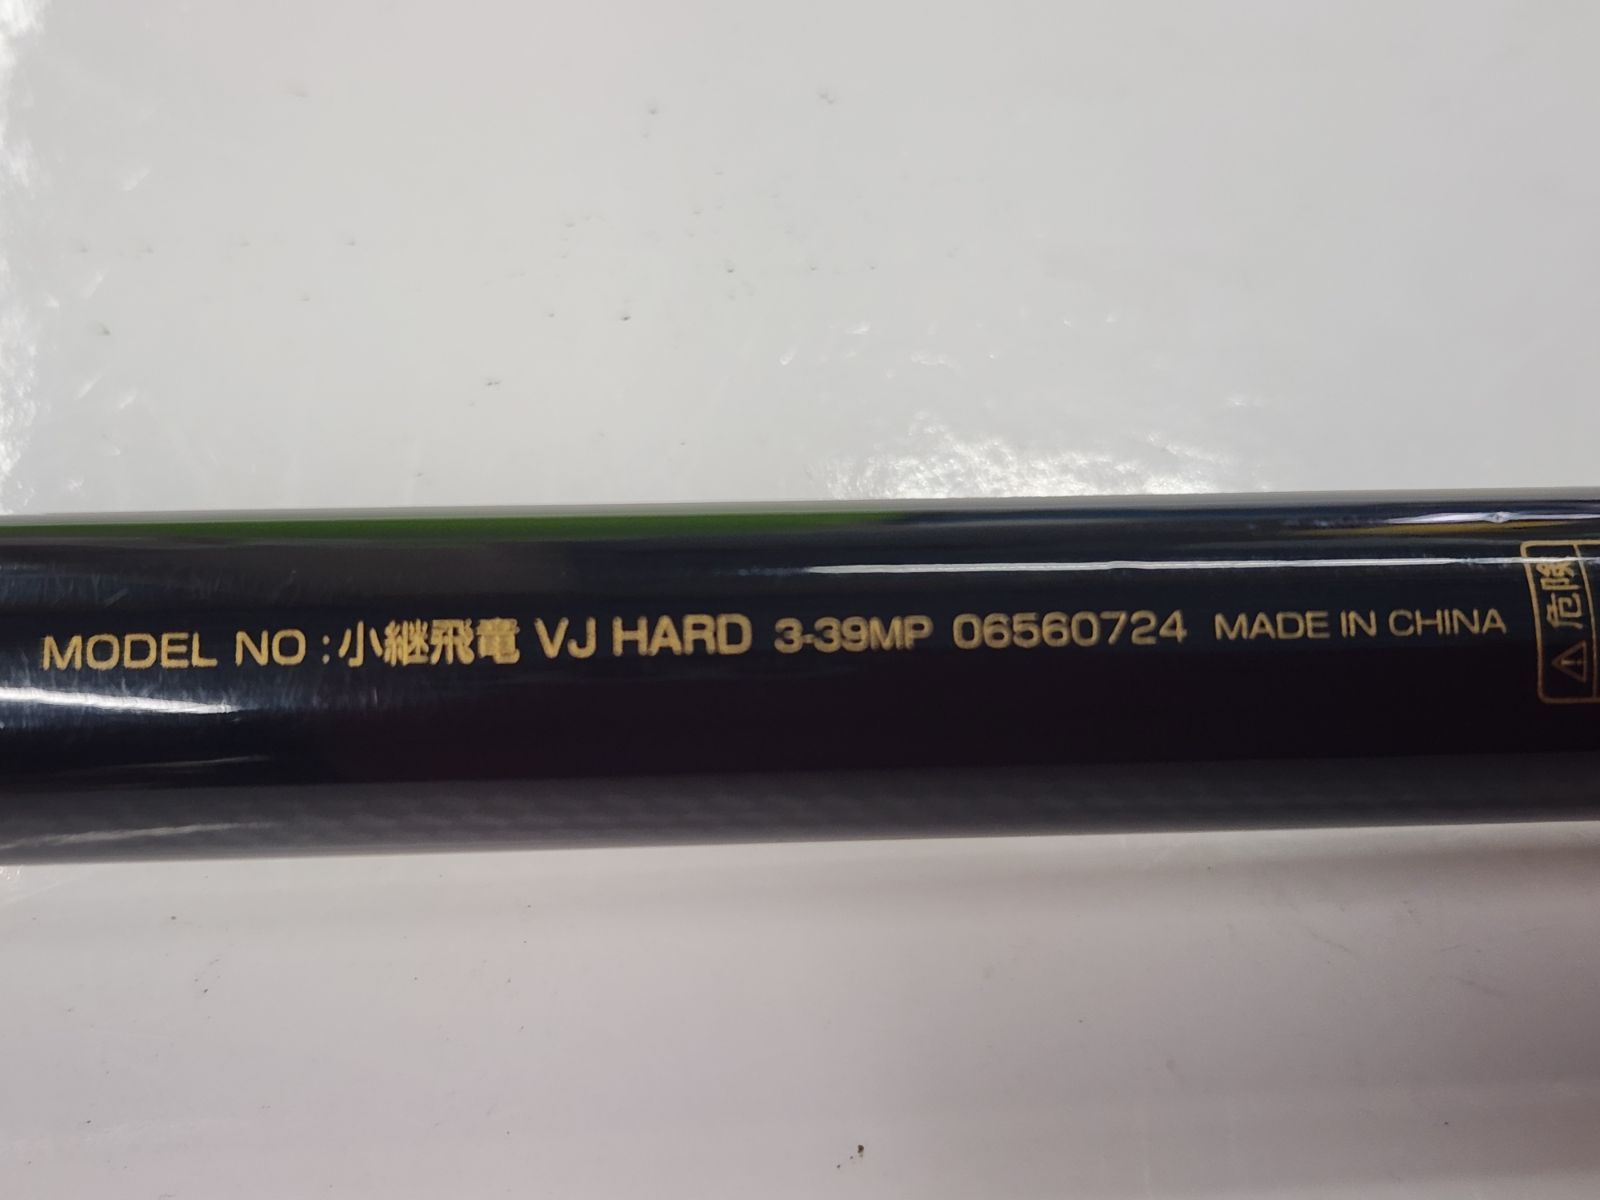 MODEL NO : 小継飛竜 VJ HARD 3-39MP 06560724 MADE IN CHINA
⚠危険